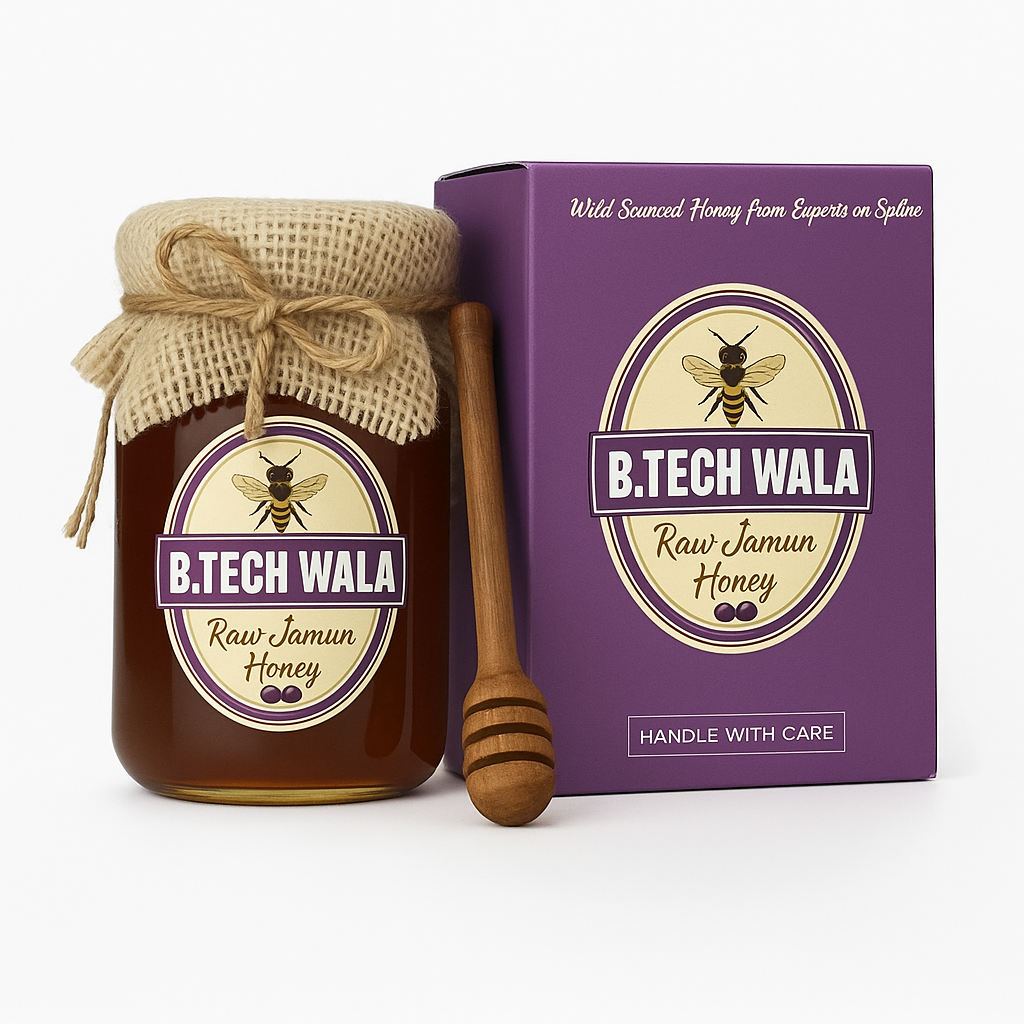 Wild Scunced Honoy from Euperts on Spline
B.TECH WALA
Raw Jamun
Honey
HANDLE WITH CARE
B.TECH WALA
Raw Jamun
Honey